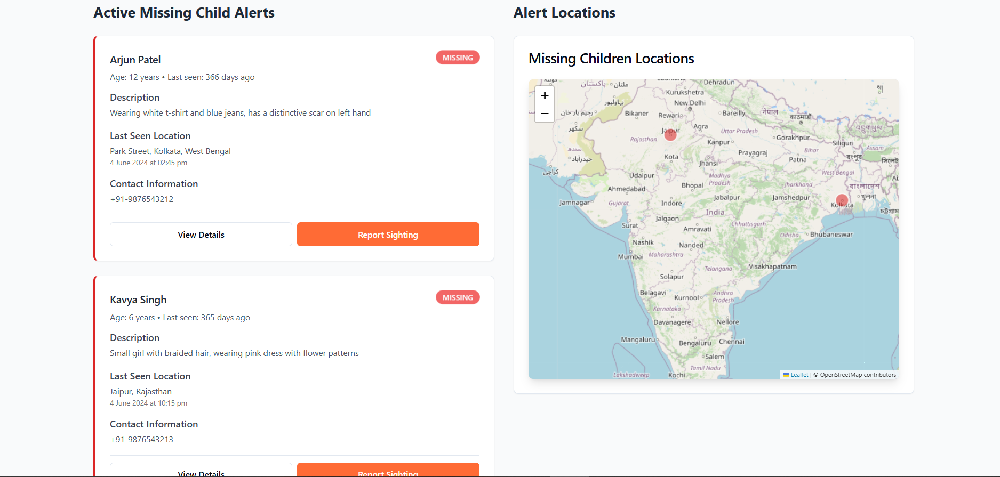 Active Missing Child Alerts
Arjun Patel
MISSING
Age: 12 years • Last seen: 366 days ago
Description
Wearing white t-shirt and blue jeans, has a distinctive scar on left hand
Last Seen Location
Park Street, Kolkata, West Bengal
4 June 2024 at 02:45 pm
Contact Information
+91-9876543212
View Details
Report Sighting
Kavya Singh
MISSING
Age: 6 years • Last seen: 365 days ago
Description
Small girl with braided hair, wearing pink dress with flower patterns
Last Seen Location
Jaipur, Rajasthan
4 June 2024 at 10:15 pm
Contact Information
+91-9876543213
View Details
Report Sighting
Alert Locations
Missing Children Locations
+
−
پاکستان
ملتان
Dehradun
Kurukshetra
بہاولپور
New Delhi
رحیم یار خان
Bikaner
Rewari
Bareilly
नेपाल
काठमाडौं
سکھر
Jaipur
Agra
Uttar Pradesh
Rajasthan
Kanpur
Gorakhpur
Siliguri
Assam
سندھ
حیدرآباد
Kota
Prayagraj
Bihar
Patna
রংপুর
সিলেট
Jhansi
کراچی
Udaipur
Madhya
Pradesh
West Bengal
Ahmedabad
Bhopal
Jharkhand
বাংলাদেশ
Jamnagar
Gujarat
Indore
Jabalpur
Jamshedpur
Kolkata
খুলনা
India
চট্টগ্রাম
Jalgaon
Surat
Amravati
Chhattisgarh
Odisha
Bhubaneswar
Nashik
Nanded
Mumbai
Maharashtra
Telangana
Visakhapatnam
Solapur
Belagavi
Kurnool
Andhra
Pradesh
Karnataka
Davanagere
Nellore
Mangaluru
Bengaluru
Chennai
Salem
Tamil Nadu
Lakshadweep
Kochi
Leaflet | © OpenStreetMap contributors